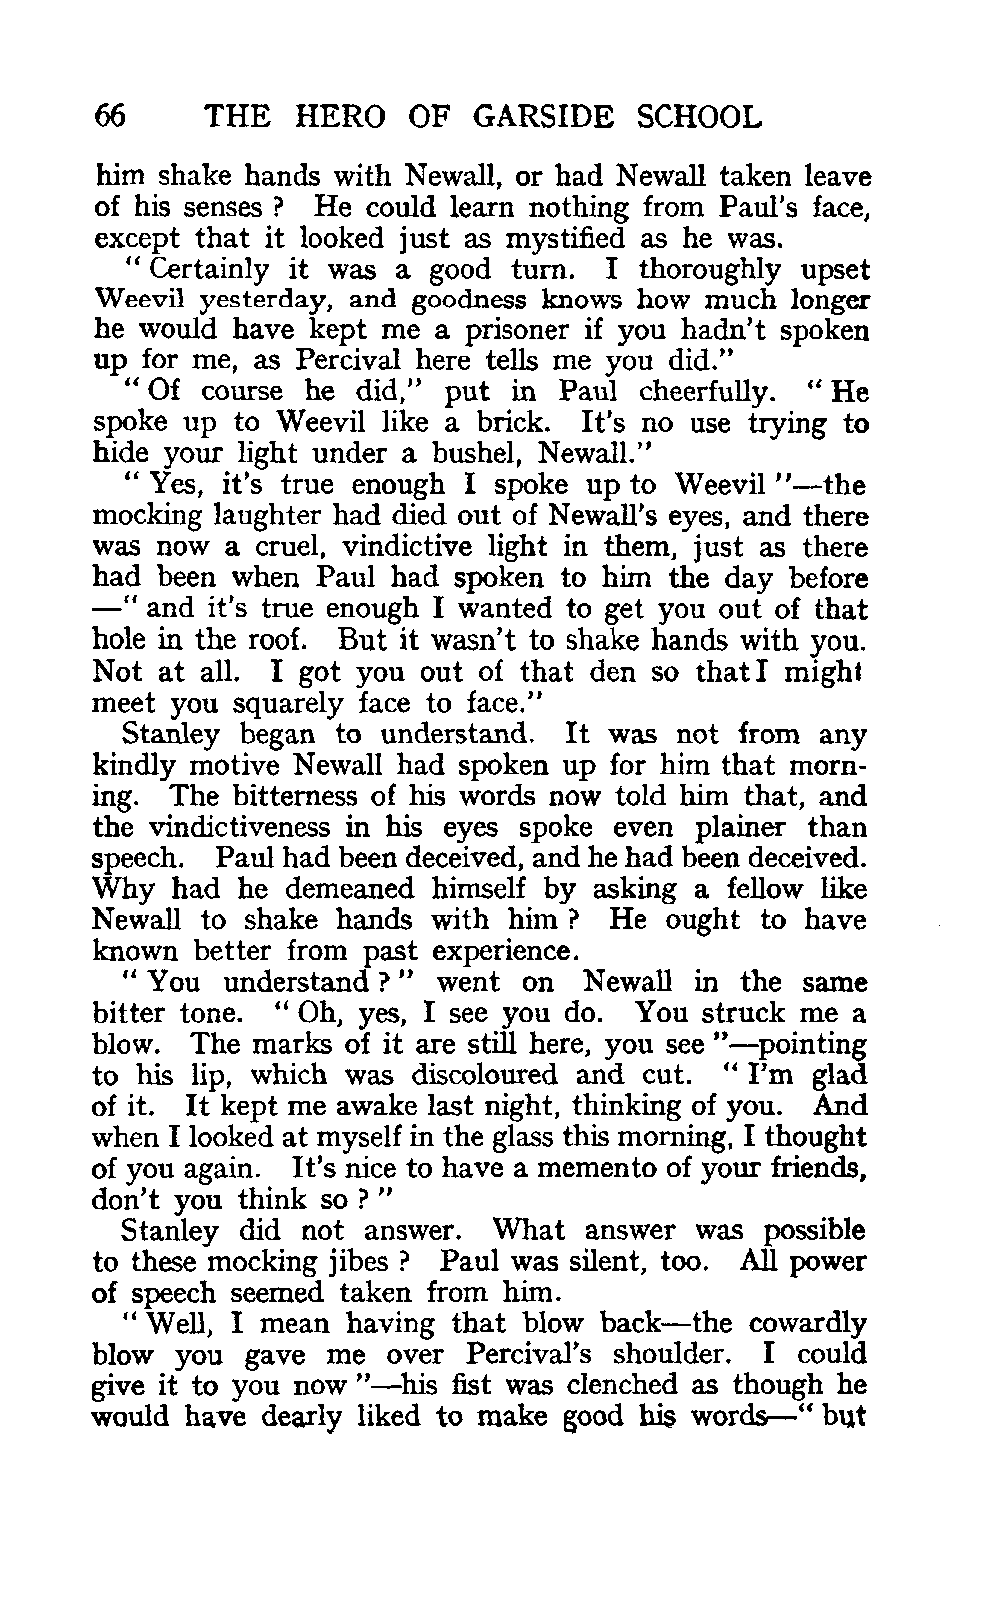 66 THE HERO OF GARSIDE SCHOOL
him shake hands with Newall, or had Newall taken leave
of his senses ? He could learn nothing from Paul's face,
except that it looked just as mystified as he was.
“ Certainly it was a good turn. I thoroughly upset
Weevil yesterday, and goodness knows how much longer
he would have kept me a prisoner if you hadn't spoken
up for me, as Percival here tells me you did.”
“ Of course he did,” put in Paul cheerfully. “ He
spoke up to Weevil like a brick. It's no use trying to
hide your light under a bushel, Newall.”
“ Yes, it's true enough I spoke up to Weevil ”—the
mocking laughter had died out of Newall's eyes, and there
was now a cruel, vindictive light in them, just as there
had been when Paul had spoken to him the day before
—“ and it's true enough I wanted to get you out of that
hole in the roof. But it wasn't to shake hands with you.
Not at all. I got you out of that den so that I might
meet you squarely face to face.”
Stanley began to understand. It was not from any
kindly motive Newall had spoken up for him that morn-
ing. The bitterness of his words now told him that, and
the vindictiveness in his eyes spoke even plainer than
speech. Paul had been deceived, and he had been deceived.
Why had he demeaned himself by asking a fellow like
Newall to shake hands with him ? He ought to have
known better from past experience.
“ You understand ? ” went on Newall in the same
bitter tone. “ Oh, yes, I see you do. You struck me a
blow. The marks of it are still here, you see ”—pointing
to his lip, which was discoloured and cut. “ I'm glad
of it. It kept me awake last night, thinking of you. And
when I looked at myself in the glass this morning, I thought
of you again. It's nice to have a memento of your friends,
don't you think so ? ”
Stanley did not answer. What answer was possible
to these mocking jibes ? Paul was silent, too. All power
of speech seemed taken from him.
“ Well, I mean having that blow back—the cowardly
blow you gave me over Percival's shoulder. I could
give it to you now ”—his fist was clenched as though he
would have dearly liked to make good his words—“ but